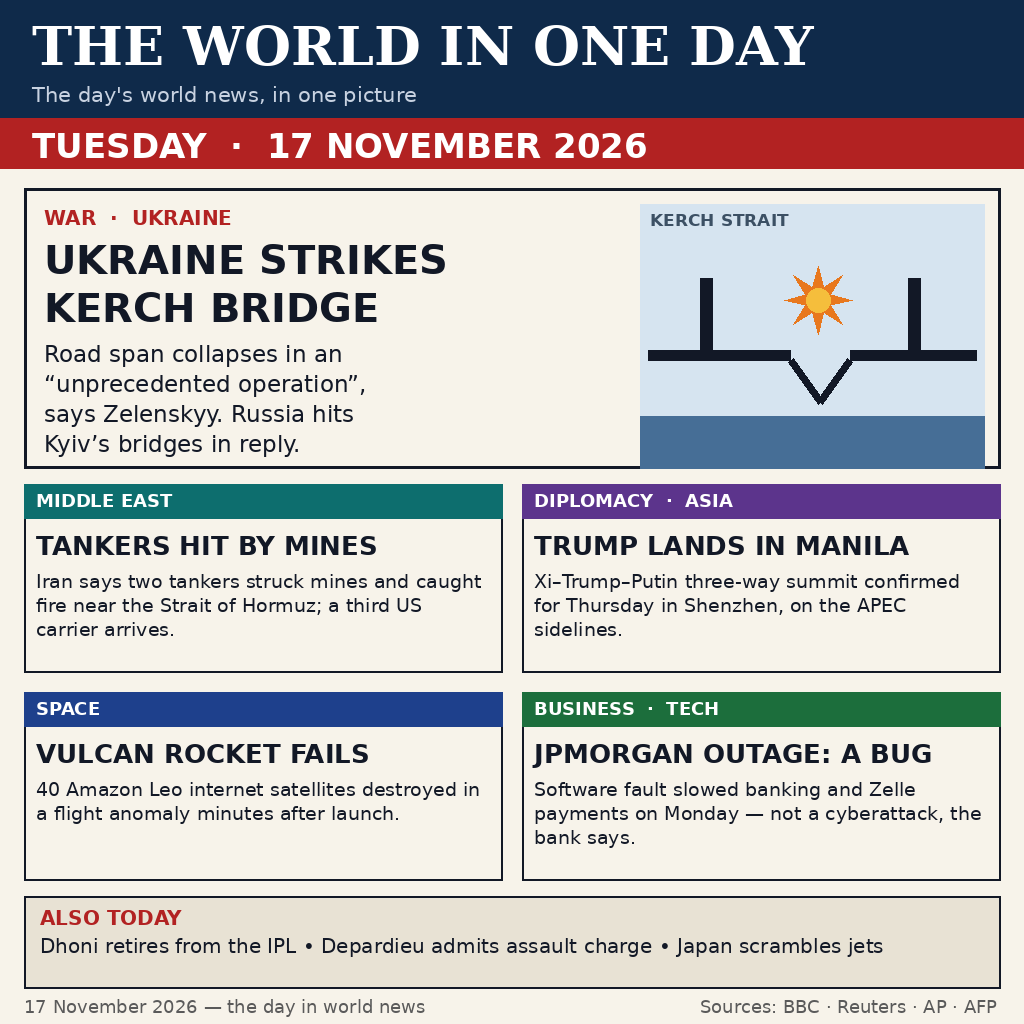 THE WORLD IN ONE DAY
The day's world news, in one picture
TUESDAY · 17 NOVEMBER 2026
WAR · UKRAINE
UKRAINE STRIKES
KERCH BRIDGE
Road span collapses in an
“unprecedented operation”,
says Zelenskyy. Russia hits
Kyiv’s bridges in reply.
KERCH STRAIT
MIDDLE EAST
TANKERS HIT BY MINES
Iran says two tankers struck mines and caught
fire near the Strait of Hormuz; a third US
carrier arrives.
DIPLOMACY · ASIA
TRUMP LANDS IN MANILA
Xi–Trump–Putin three-way summit confirmed
for Thursday in Shenzhen, on the APEC
sidelines.
SPACE
VULCAN ROCKET FAILS
40 Amazon Leo internet satellites destroyed in
a flight anomaly minutes after launch.
BUSINESS · TECH
JPMORGAN OUTAGE: A BUG
Software fault slowed banking and Zelle
payments on Monday — not a cyberattack, the
bank says.
ALSO TODAY
Dhoni retires from the IPL • Depardieu admits assault charge • Japan scrambles jets
17 November 2026 — the day in world news
Sources: BBC · Reuters · AP · AFP